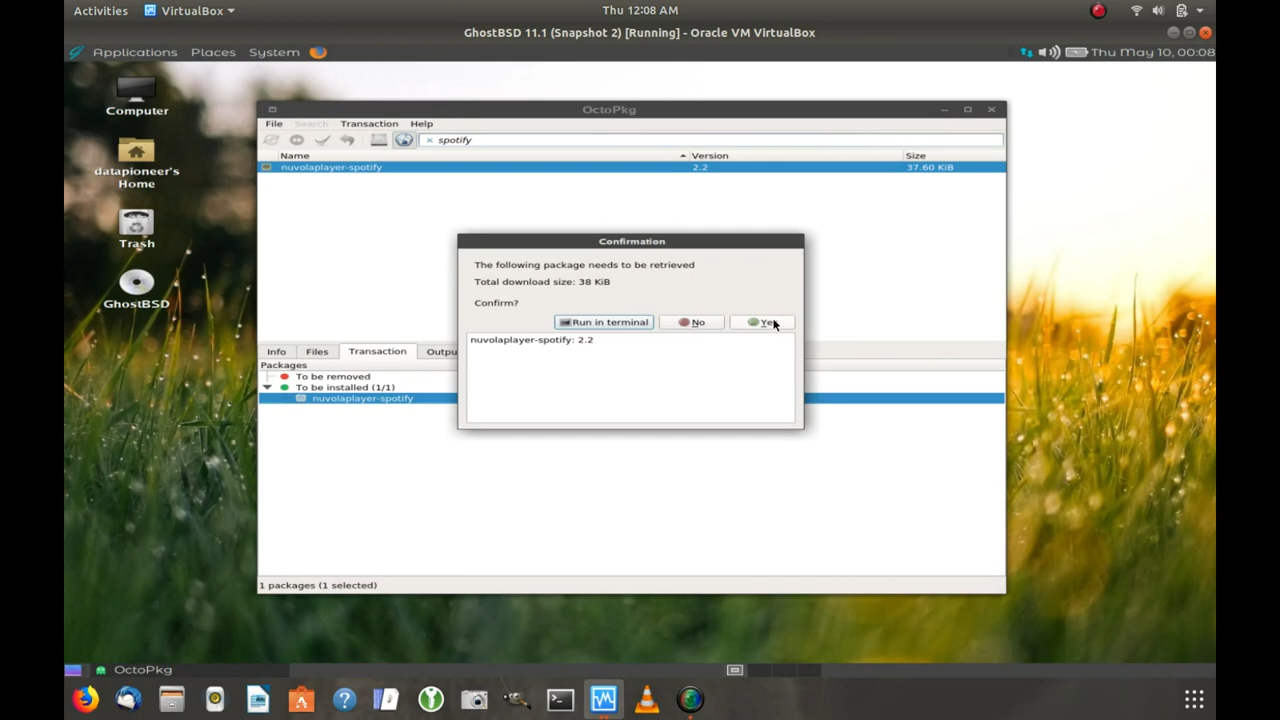 Activities VirtualBox Thu 12:08 AM
GhostBSD 11.1 (Snapshot 2) [Running] - Oracle VM VirtualBox
Applications Places System Thu May 10, 00:08
Computer
datapioneer's
Home
Trash
GhostBSD
OctoPkg
File Search Transaction Help
spotify
Name Version Size
nuvolaplayer-spotify 2.2 37.60 KiB
Confirmation
The following package needs to be retrieved
Total download size: 38 KiB
Confirm?
Run in terminal No Yes
nuvolaplayer-spotify: 2.2
Info Files Transaction Outpu
Packages
To be removed
To be installed (1/1)
nuvolaplayer-spotify
1 packages (1 selected)
OctoPkg